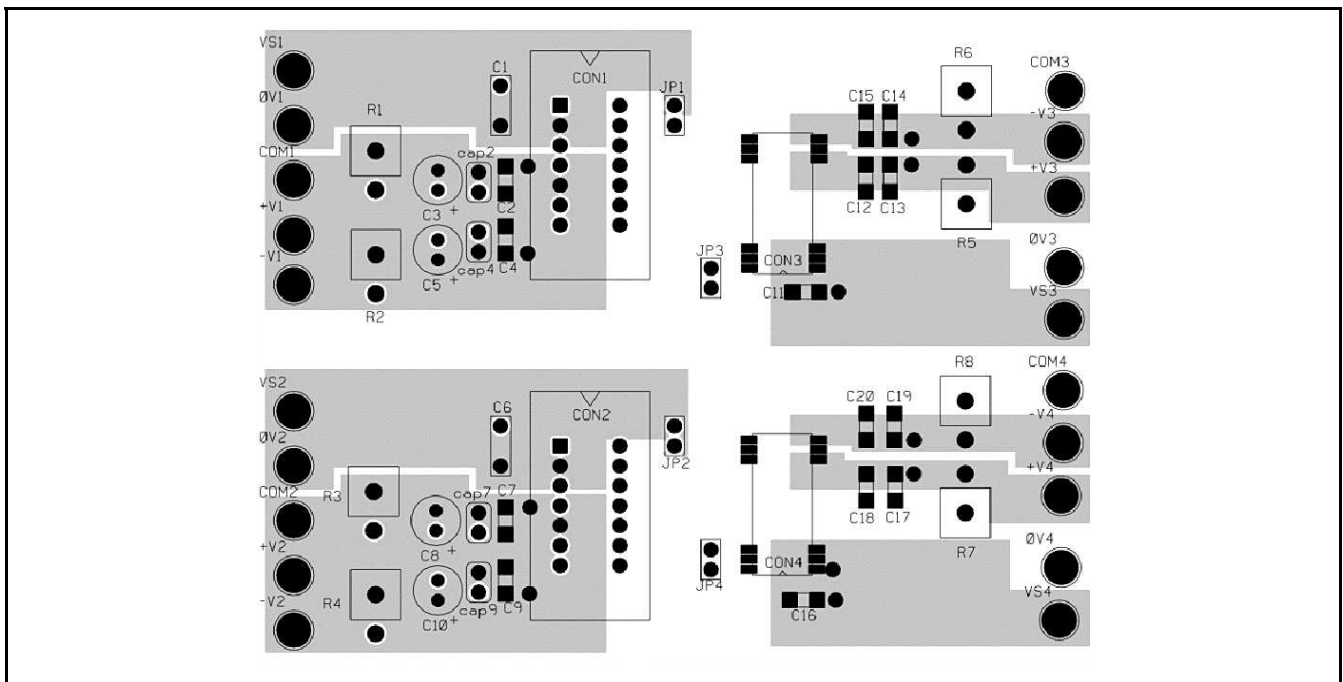 VS1
ØV1
COM1
+V1
-V1
R1
R2
C3
+
C5
+
cap2
cap4
C1
C2
C4
CON1
JP1
R6
COM3
C15 C14
-V3
+V3
C12 C13
R5
ØV3
JP3
CON3
C11
VS3
VS2
ØV2
COM2
+V2
-V2
R3
R4
C8
+
C10
+
cap7
cap9
C6
C7
C9
CON2
JP2
R8
COM4
C20 C19
-V4
+V4
C18 C17
R7
ØV4
JP4
CON4
VS4
C16